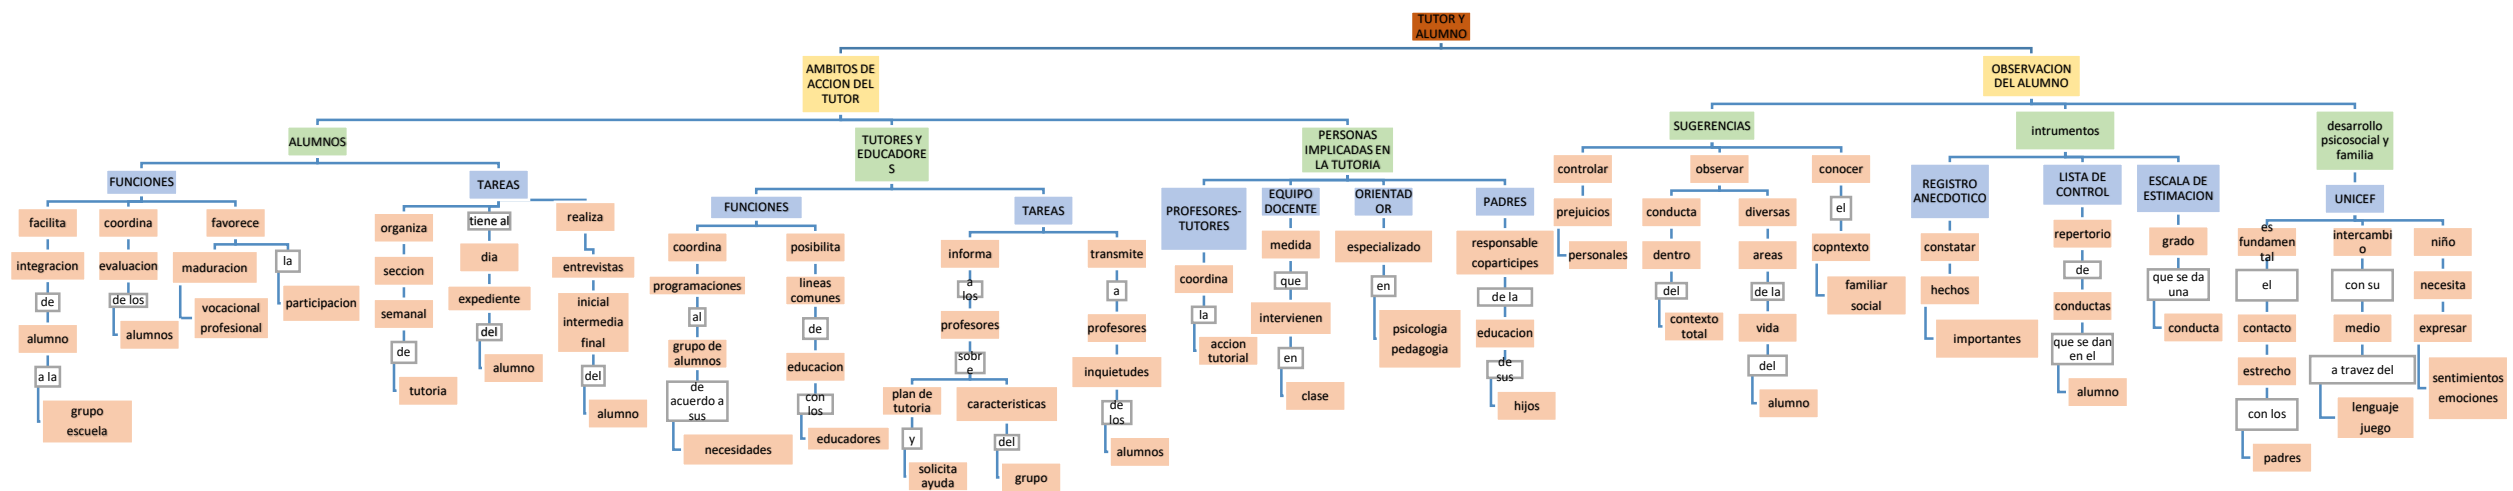 TUTOR Y
ALUMNO
AMBITOS DE
ACCION DEL
TUTOR
OBSERVACION
DEL ALUMNO
ALUMNOS
TUTORES Y
EDUCADORE
S
PERSONAS
IMPLICADAS EN
LA TUTORIA
SUGERENCIAS
intrumentos
desarrollo
psicosocial y
familia
FUNCIONES
facilita
integracion
de
alumno
a la
grupo
escuela
coordina
evaluacion
de los
alumnos
favorece
maduracion
vocacional
profesional
la
participacion
TAREAS
organiza
seccion
semanal
de
tutoria
tiene al
dia
expediente
del
alumno
realiza
entrevistas
inicial
intermedia
final
del
alumno
FUNCIONES
coordina
programaciones
al
grupo de
alumnos
de
acuerdo a
sus
necesidades
posibilita
lineas
comunes
de
educacion
con
los
educadores
TAREAS
informa
a
los
profesores
sobr
e
plan de
tutoria
y
solicita
ayuda
caracteristicas
del
grupo
transmite
a
profesores
inquietudes
de
los
alumnos
PROFESORES-
TUTORES
coordina
la
accion
tutorial
EQUIPO
DOCENTE
medida
que
intervienen
en
clase
ORIENTAD
OR
especializado
en
psicologia
pedagogia
PADRES
responsable
coparticipes
de la
educacion
de
sus
hijos
controlar
prejuicios
personales
observar
conducta
dentro
del
contexto
total
diversas
areas
de la
vida
del
alumno
conocer
el
copntexto
familiar
social
REGISTRO
ANECDOTICO
constatar
hechos
importantes
LISTA DE
CONTROL
repertorio
de
conductas
que se dan
en el
alumno
ESCALA DE
ESTIMACION
grado
que se da
una
conducta
UNICEF
es
fundamen
tal
el
contacto
estrecho
con los
padres
intercambi
o
con su
medio
a travez del
lenguaje
juego
niño
necesita
expresar
sentimientos
emociones